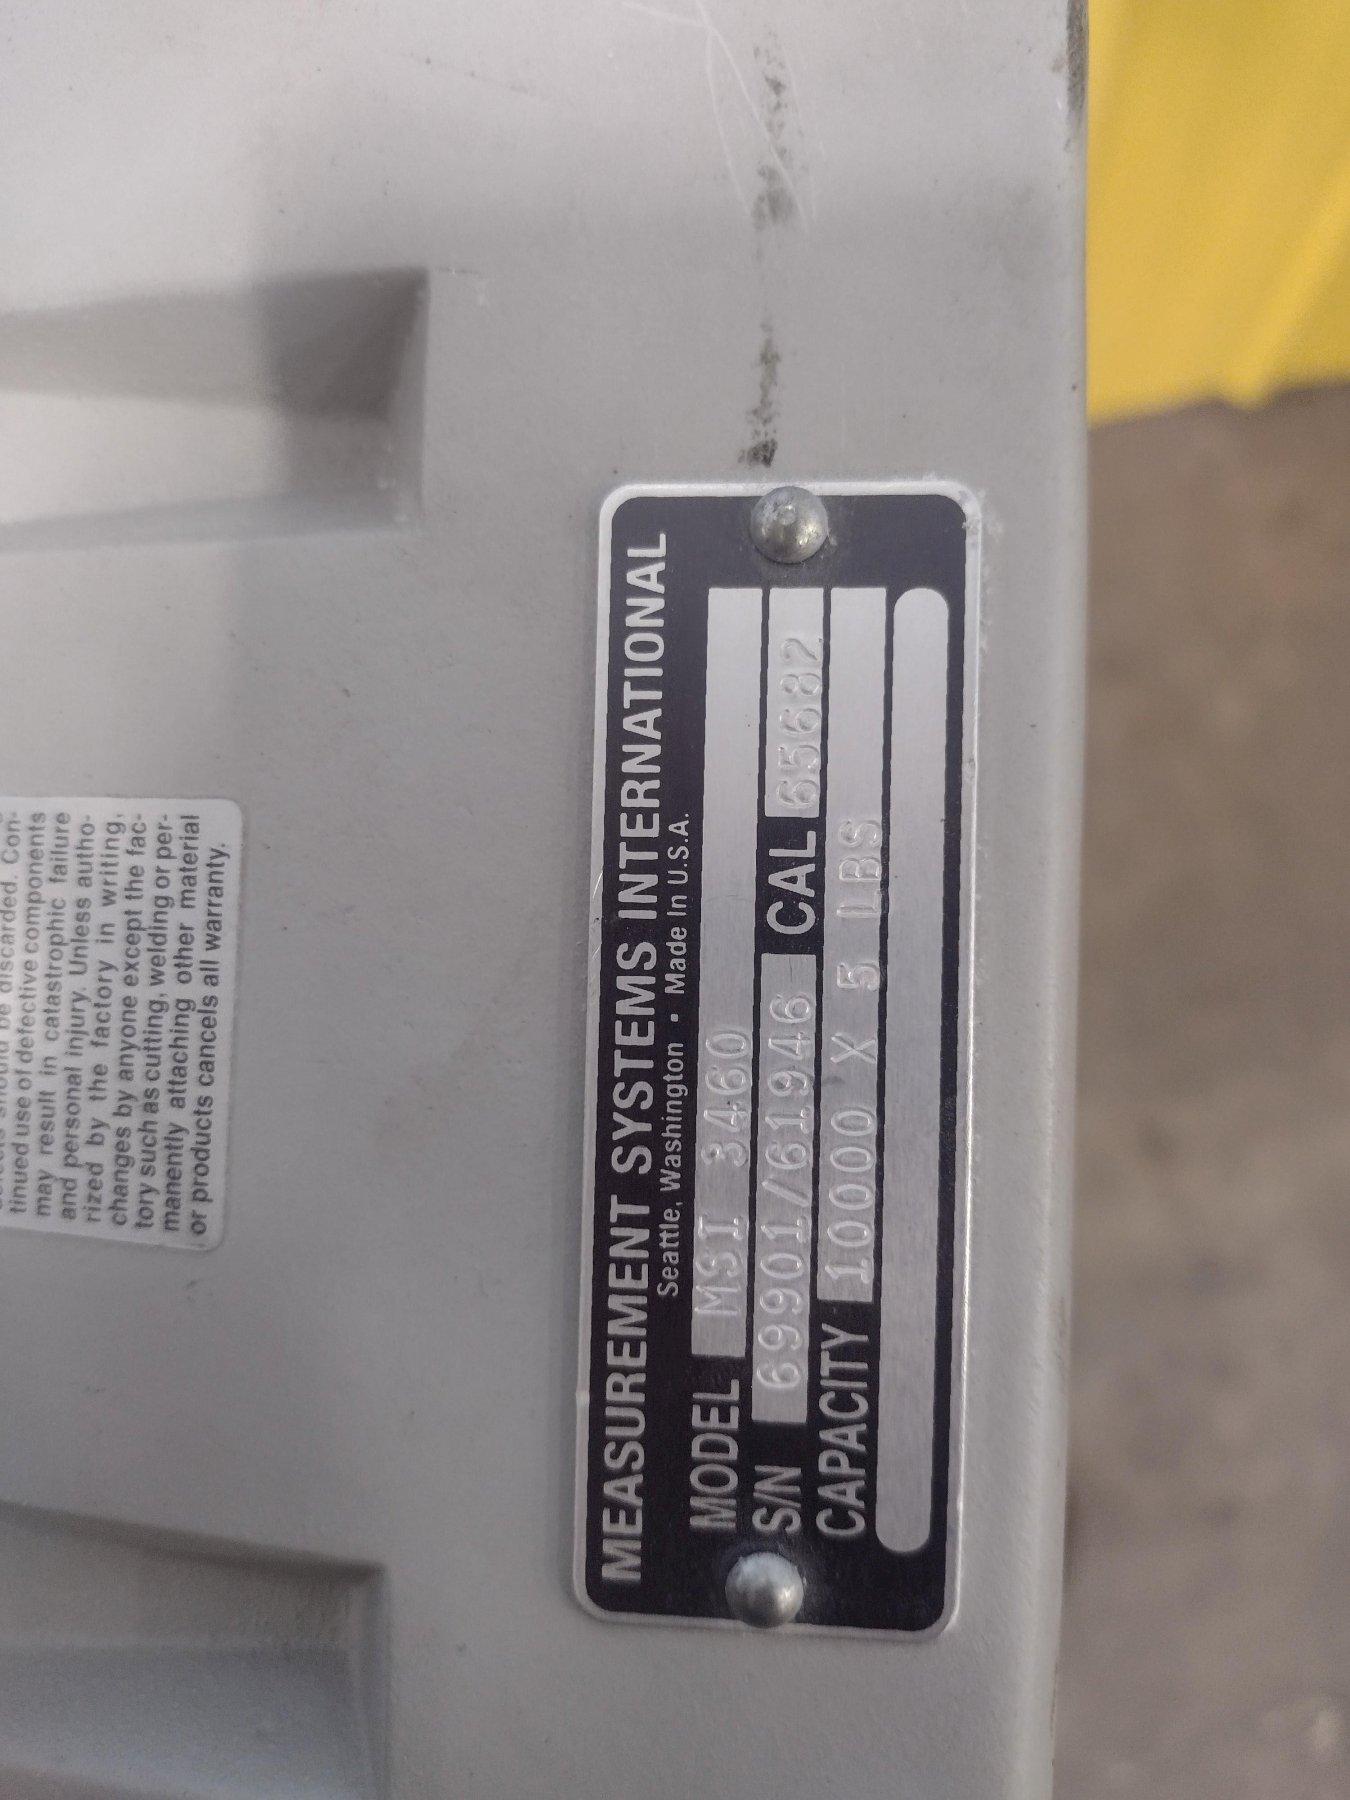 discarded. Con-
tinued use of defective components
may result in catastrophic failure
and personal injury. Unless autho-
rized by the factory in writing,
changes by anyone except the fac-
tory such as cutting, welding or per-
manently attaching other material
or products cancels all warranty.
MEASUREMENT SYSTEMS INTERNATIONAL
Seattle, Washington • Made In U.S.A.
MODEL MSI 3460
S/N 69901/61946 CAL 65682
CAPACITY 10000 X 5 LBS